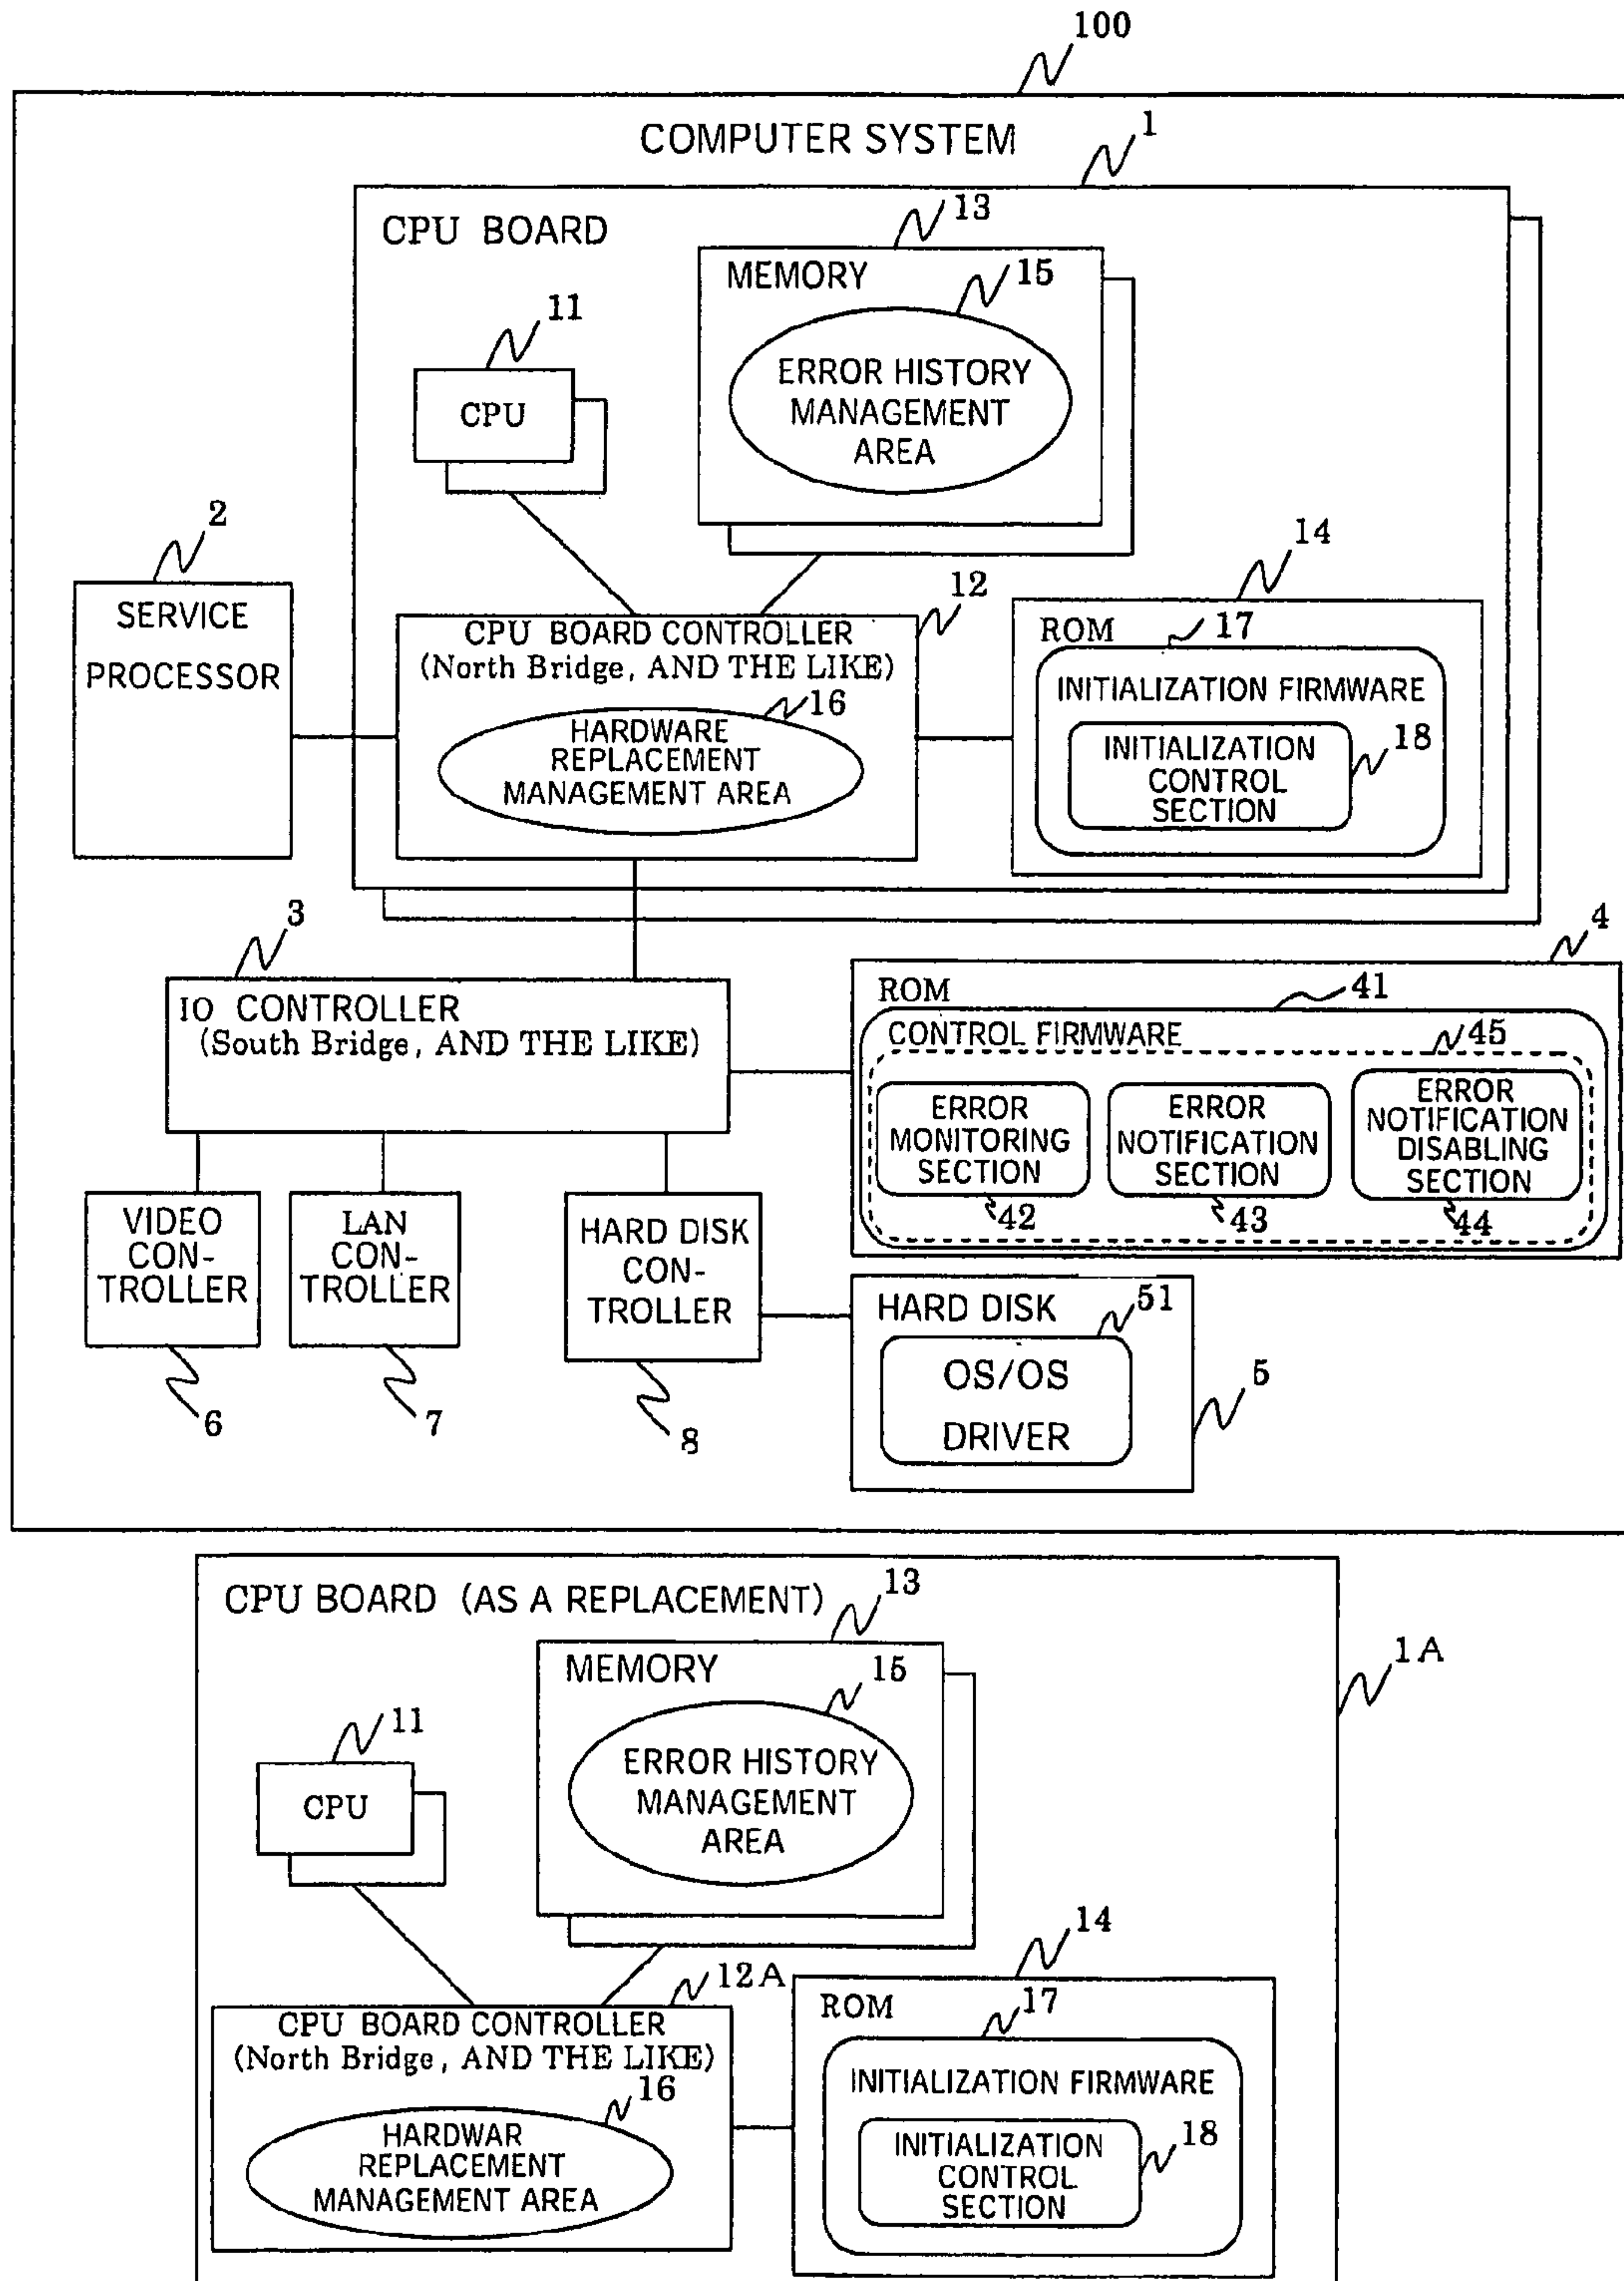 100
COMPUTER SYSTEM
1
CPU BOARD
13
MEMORY
15
ERROR HISTORY
MANAGEMENT
AREA
11
CPU
2
SERVICE
PROCESSOR
12
CPU BOARD CONTROLLER
(North Bridge, AND THE LIKE)
16
HARDWARE
REPLACEMENT
MANAGEMENT AREA
14
ROM
17
INITIALIZATION FIRMWARE
INITIALIZATION
CONTROL
SECTION
18
3
IO CONTROLLER
(South Bridge, AND THE LIKE)
4
ROM
41
CONTROL FIRMWARE
45
ERROR
MONITORING
SECTION
42
ERROR
NOTIFICATION
SECTION
43
ERROR
NOTIFICATION
DISABLING
SECTION
44
VIDEO
CON-
TROLLER
6
LAN
CON-
TROLLER
7
HARD DISK
CON-
TROLLER
8
HARD DISK
51
OS/OS
DRIVER
5
CPU BOARD (AS A REPLACEMENT)
1A
13
MEMORY
15
ERROR HISTORY
MANAGEMENT
AREA
11
CPU
12A
CPU BOARD CONTROLLER
(North Bridge, AND THE LIKE)
16
HARDWAR
REPLACEMENT
MANAGEMENT AREA
14
ROM
17
INITIALIZATION FIRMWARE
INITIALIZATION
CONTROL
SECTION
18